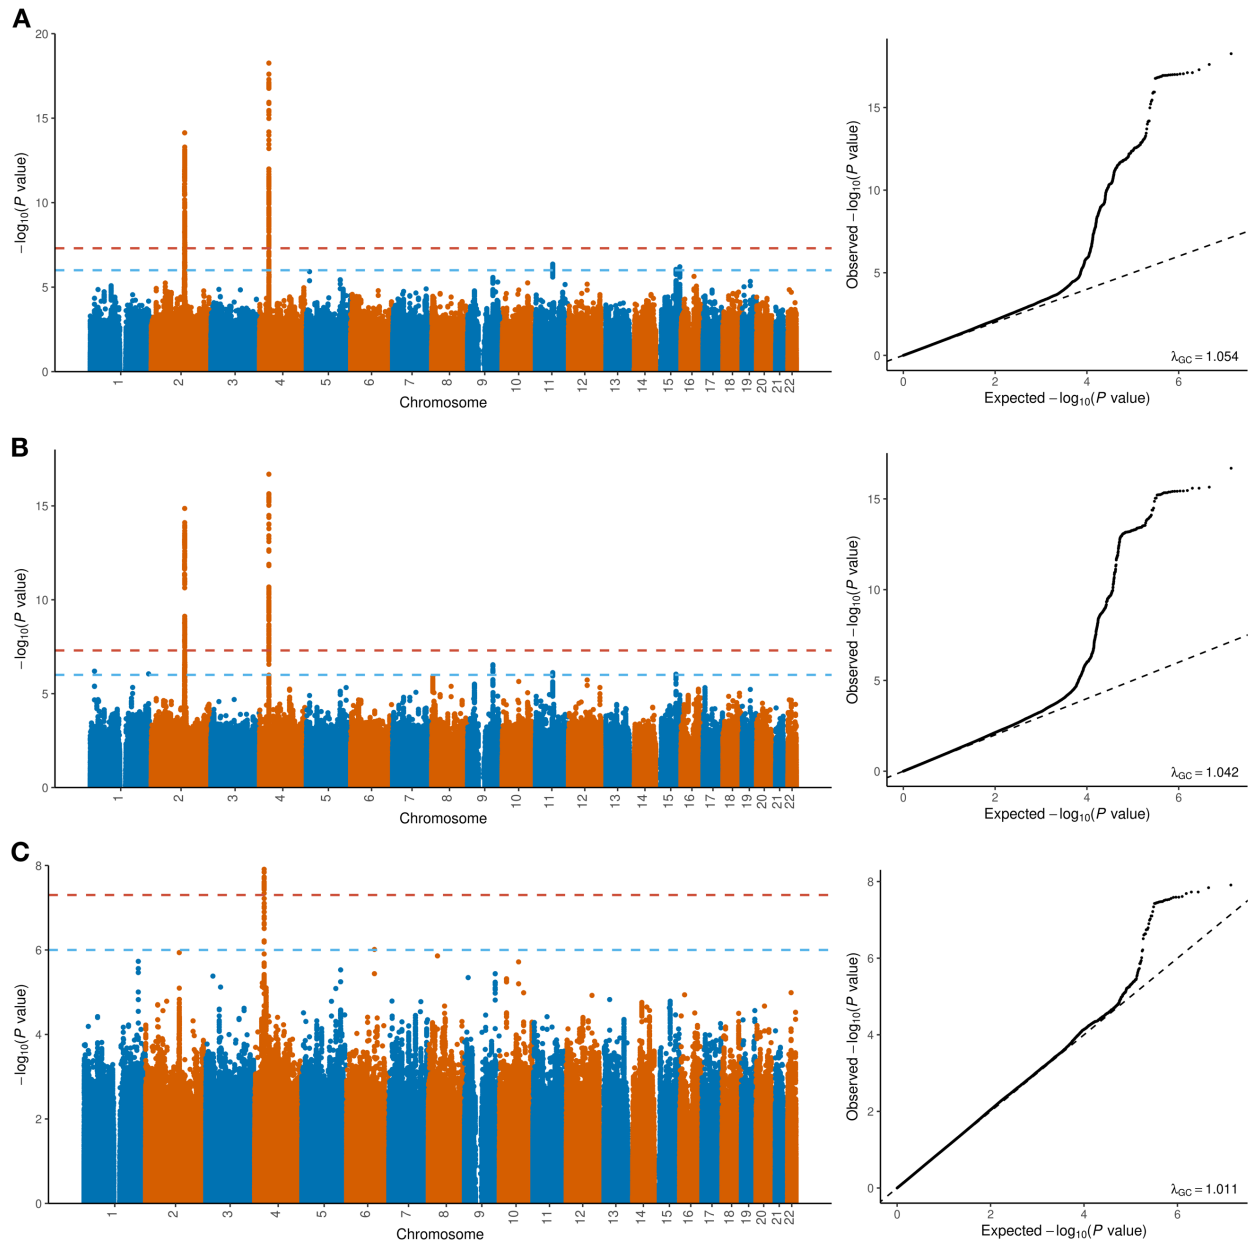 A
20
15
10
5
0
−log10(P value)
1 2 3 4 5 6 7 8 9 10 11 12 13 14 15 16 17 18 19 20 21 22
Chromosome
15
10
5
0
Observed −log10(P value)
λGC = 1.054
0 2 4 6
Expected −log10(P value)
B
15
10
5
0
−log10(P value)
1 2 3 4 5 6 7 8 9 10 11 12 13 14 15 16 17 18 19 20 21 22
Chromosome
15
10
5
0
Observed −log10(P value)
λGC = 1.042
0 2 4 6
Expected −log10(P value)
C
8
6
4
2
0
−log10(P value)
1 2 3 4 5 6 7 8 9 10 11 12 13 14 15 16 17 18 19 20 21 22
Chromosome
8
6
4
2
0
Observed −log10(P value)
λGC = 1.011
0 2 4 6
Expected −log10(P value)